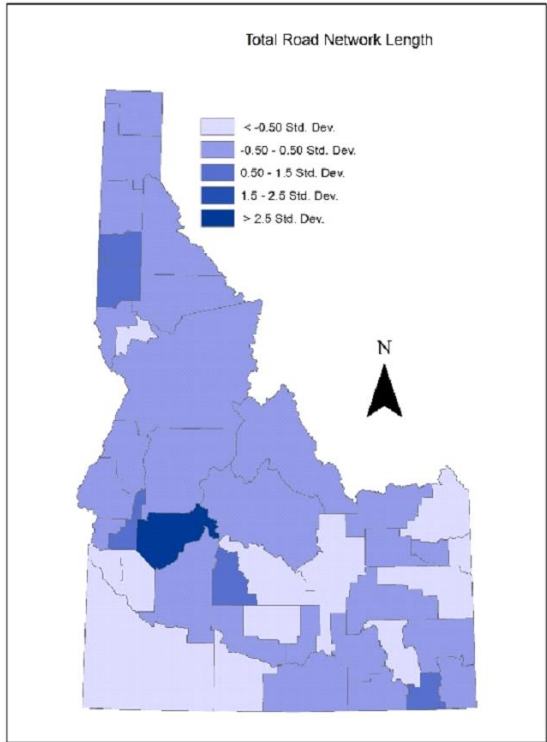 Total Road Network Length
< -0.50 Std. Dev.
-0.50 - 0.50 Std. Dev.
0.50 - 1.5 Std. Dev.
1.5 - 2.5 Std. Dev.
> 2.5 Std. Dev.
N